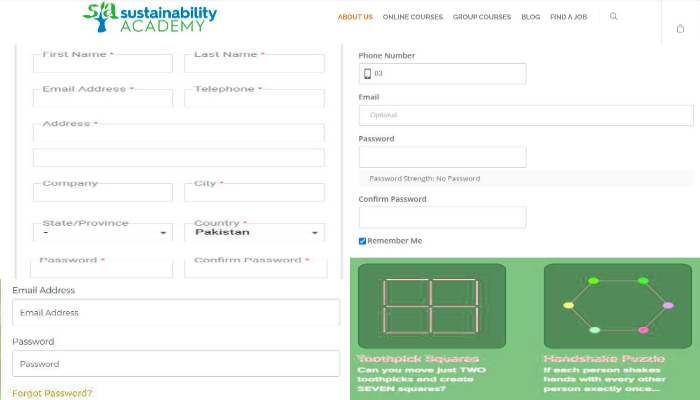 sustainability
ACADEMY
ABOUT US ONLINE COURSES GROUP COURSES BLOG FIND A JOB
First Name * Last Name *
Email Address * Telephone *
Address *
Company City *
State/Province Country *
- Pakistan
Password * Confirm Password *
Email Address
Email Address
Password
Password
Forgot Password?
Phone Number
03
Email
Optional
Password
Password Strength: No Password
Confirm Password
Remember Me
Toothpick Squares
Can you move just TWO
toothpicks and create
SEVEN squares?
Handshake Puzzle
If each person shakes
hands with every other
person exactly once...